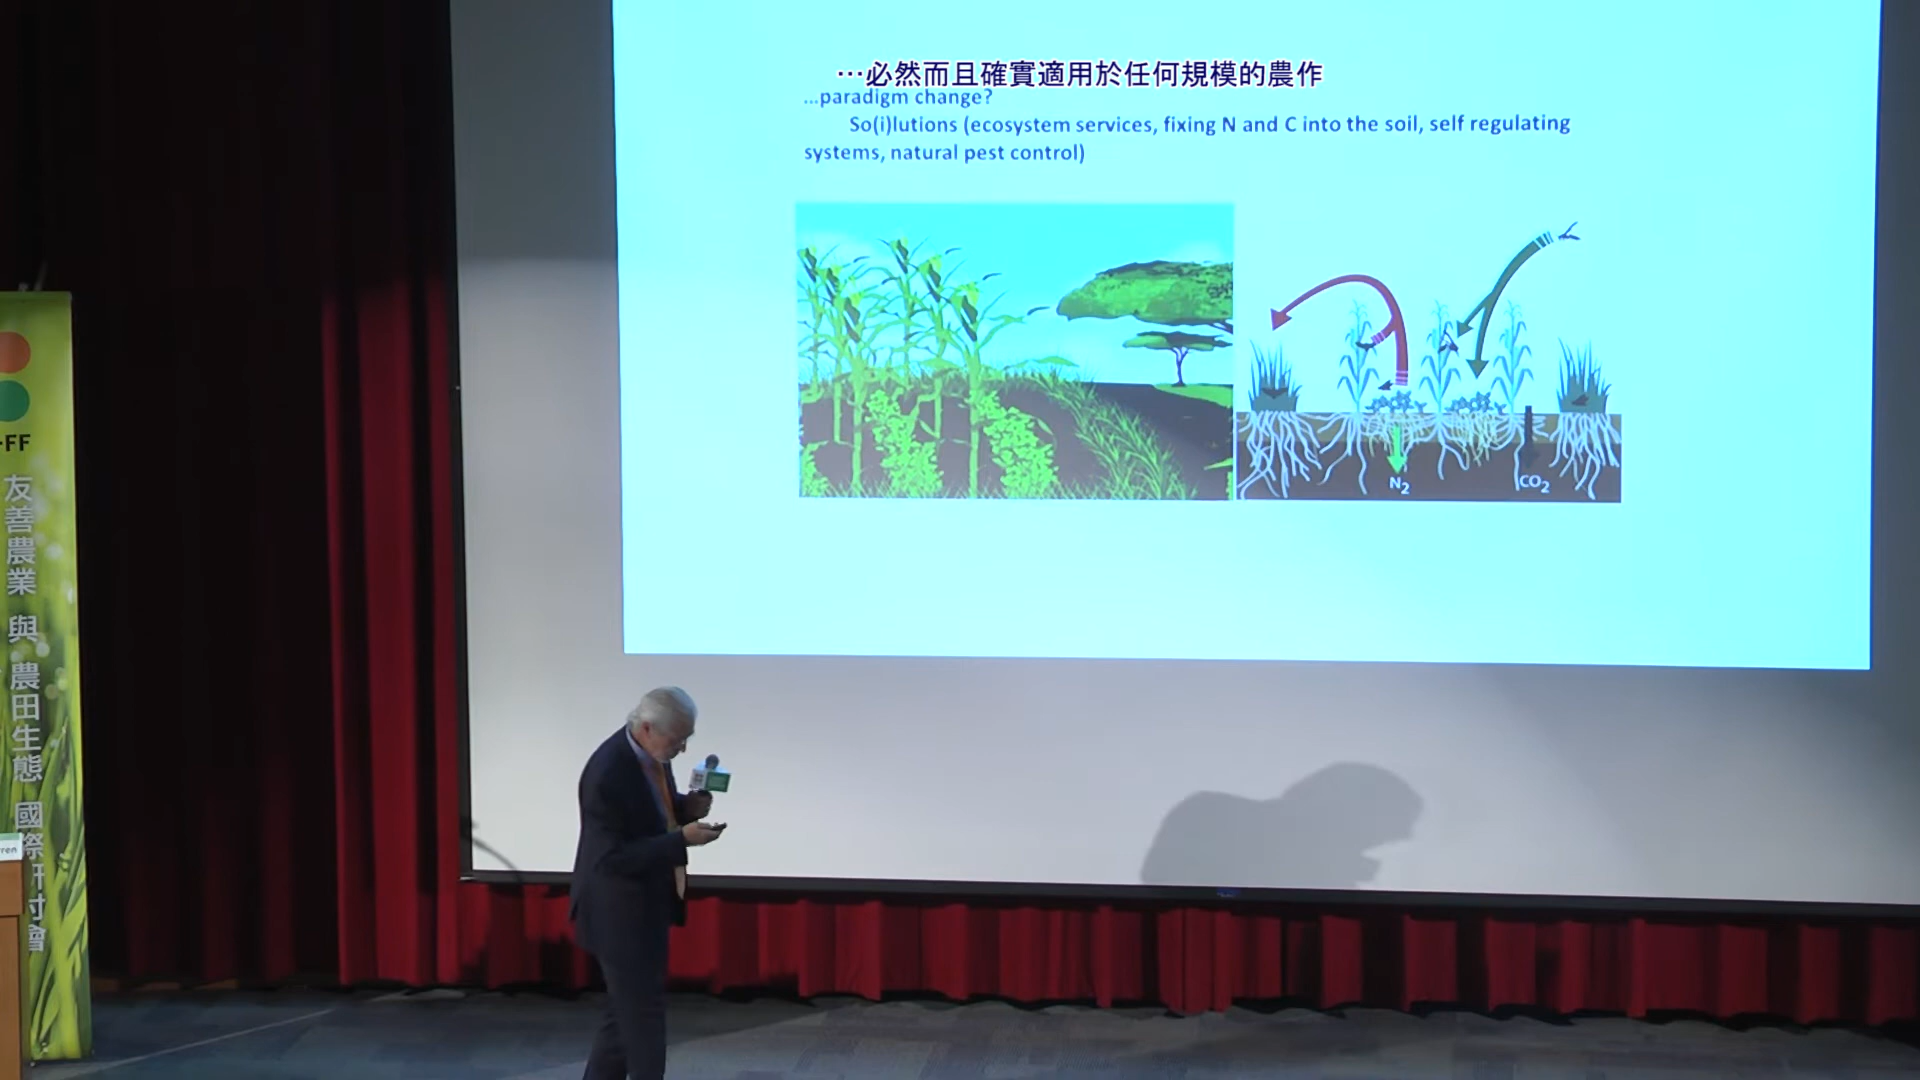 …必然而且確實適用於任何規模的農作
...paradigm change?
So(i)lutions (ecosystem services, fixing N and C into the soil, self regulating
systems, natural pest control)
N2
CO2
FF
友善農業 與 農田生態 國際研討會
ren